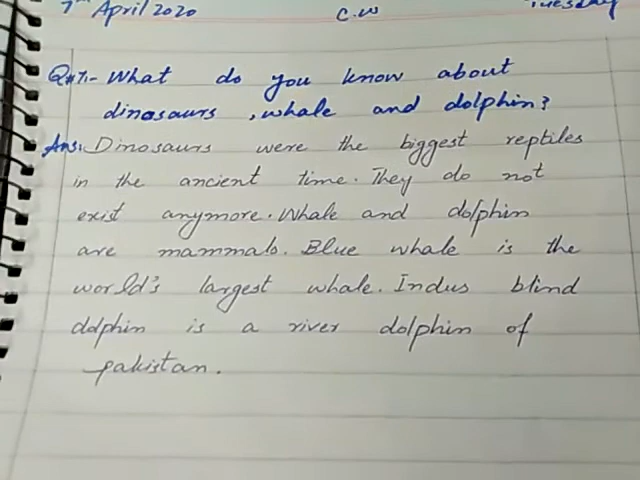 7th April 2020 C.W Tuesday
Q#7:- What do you know about
dinosaurs, whale and dolphin?
Ans: Dinosaurs were the biggest reptiles
in the ancient time. They do not
exist anymore. Whale and dolphin
are mammals. Blue whale is the
world's largest whale. Indus blind
dolphin is a river dolphin of
pakistan.